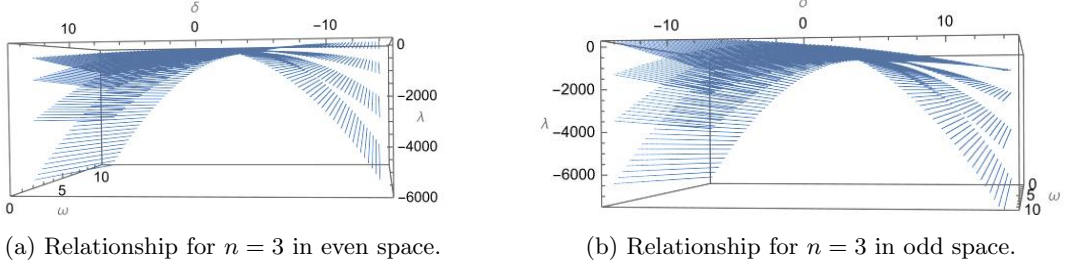 δ
10 0 −10
0
−2000
λ
−4000
−6000
10
5
0
ω
σ
−10 0 10
0
−2000
λ
−4000
−6000
0
5
10
ω
(a) Relationship for n = 3 in even space.
(b) Relationship for n = 3 in odd space.